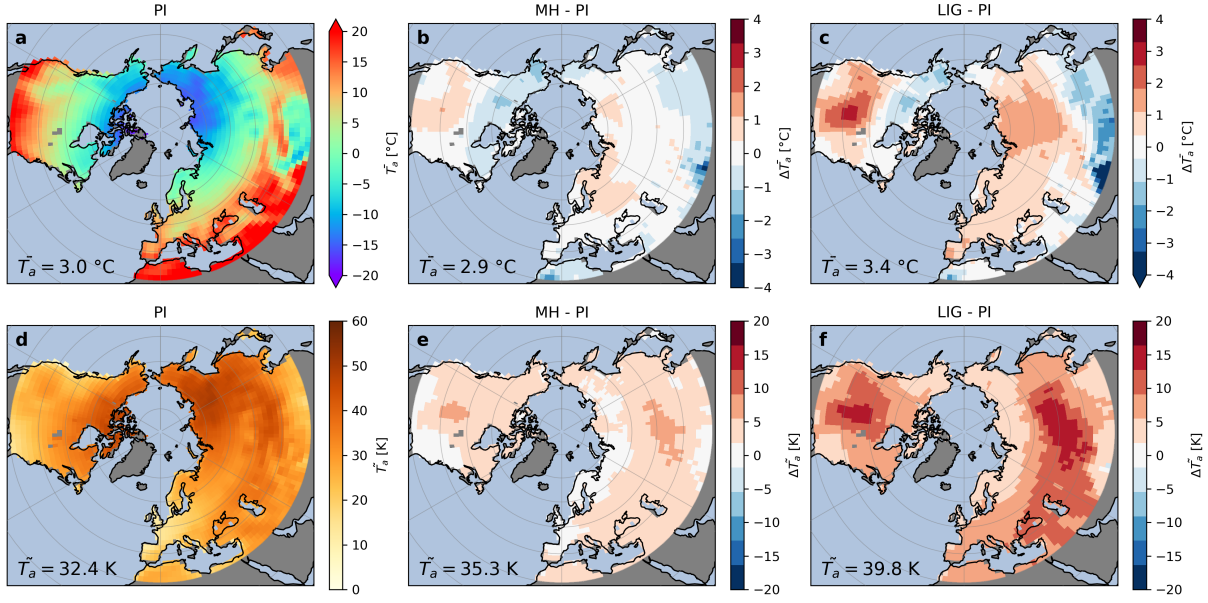 PI
MH - PI
LIG - PI
a
b
c
T̄ₐ = 3.0 °C
T̄ₐ = 2.9 °C
T̄ₐ = 3.4 °C
20
15
10
5
0
−5
−10
−15
−20
T̄ₐ [°C]
4
3
2
1
0
−1
−2
−3
−4
ΔT̄ₐ [°C]
4
3
2
1
0
−1
−2
−3
−4
ΔT̄ₐ [°C]
PI
MH - PI
LIG - PI
d
e
f
T̃ₐ = 32.4 K
T̃ₐ = 35.3 K
T̃ₐ = 39.8 K
60
50
40
30
20
10
0
T̃ₐ [K]
20
15
10
5
0
−5
−10
−15
−20
ΔT̃ₐ [K]
20
15
10
5
0
−5
−10
−15
−20
ΔT̃ₐ [K]